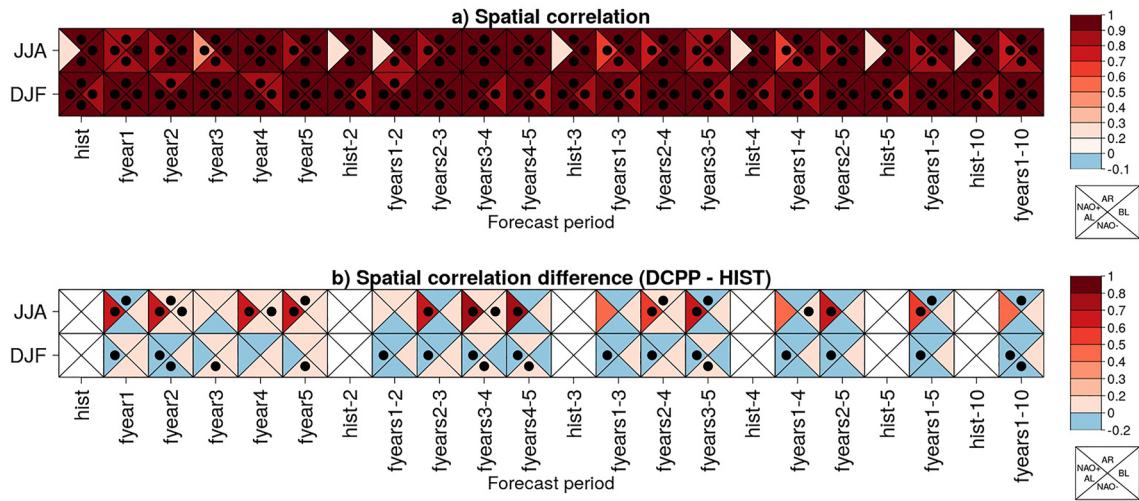 a) Spatial correlation
JJA
DJF
hist
fyear1
fyear2
fyear3
fyear4
fyear5
hist-2
fyears1-2
fyears2-3
fyears3-4
fyears4-5
hist-3
fyears1-3
fyears2-4
fyears3-5
hist-4
fyears1-4
fyears2-5
hist-5
fyears1-5
hist-10
fyears1-10
Forecast period
1
0.9
0.8
0.7
0.6
0.5
0.4
0.3
0.2
0
-0.1
AR
NAO+
AL
BL
NAO-
b) Spatial correlation difference (DCPP - HIST)
JJA
DJF
hist
fyear1
fyear2
fyear3
fyear4
fyear5
hist-2
fyears1-2
fyears2-3
fyears3-4
fyears4-5
hist-3
fyears1-3
fyears2-4
fyears3-5
hist-4
fyears1-4
fyears2-5
hist-5
fyears1-5
hist-10
fyears1-10
Forecast period
1
0.8
0.7
0.6
0.5
0.4
0.3
0.2
0
-0.2
AR
NAO+
AL
BL
NAO-